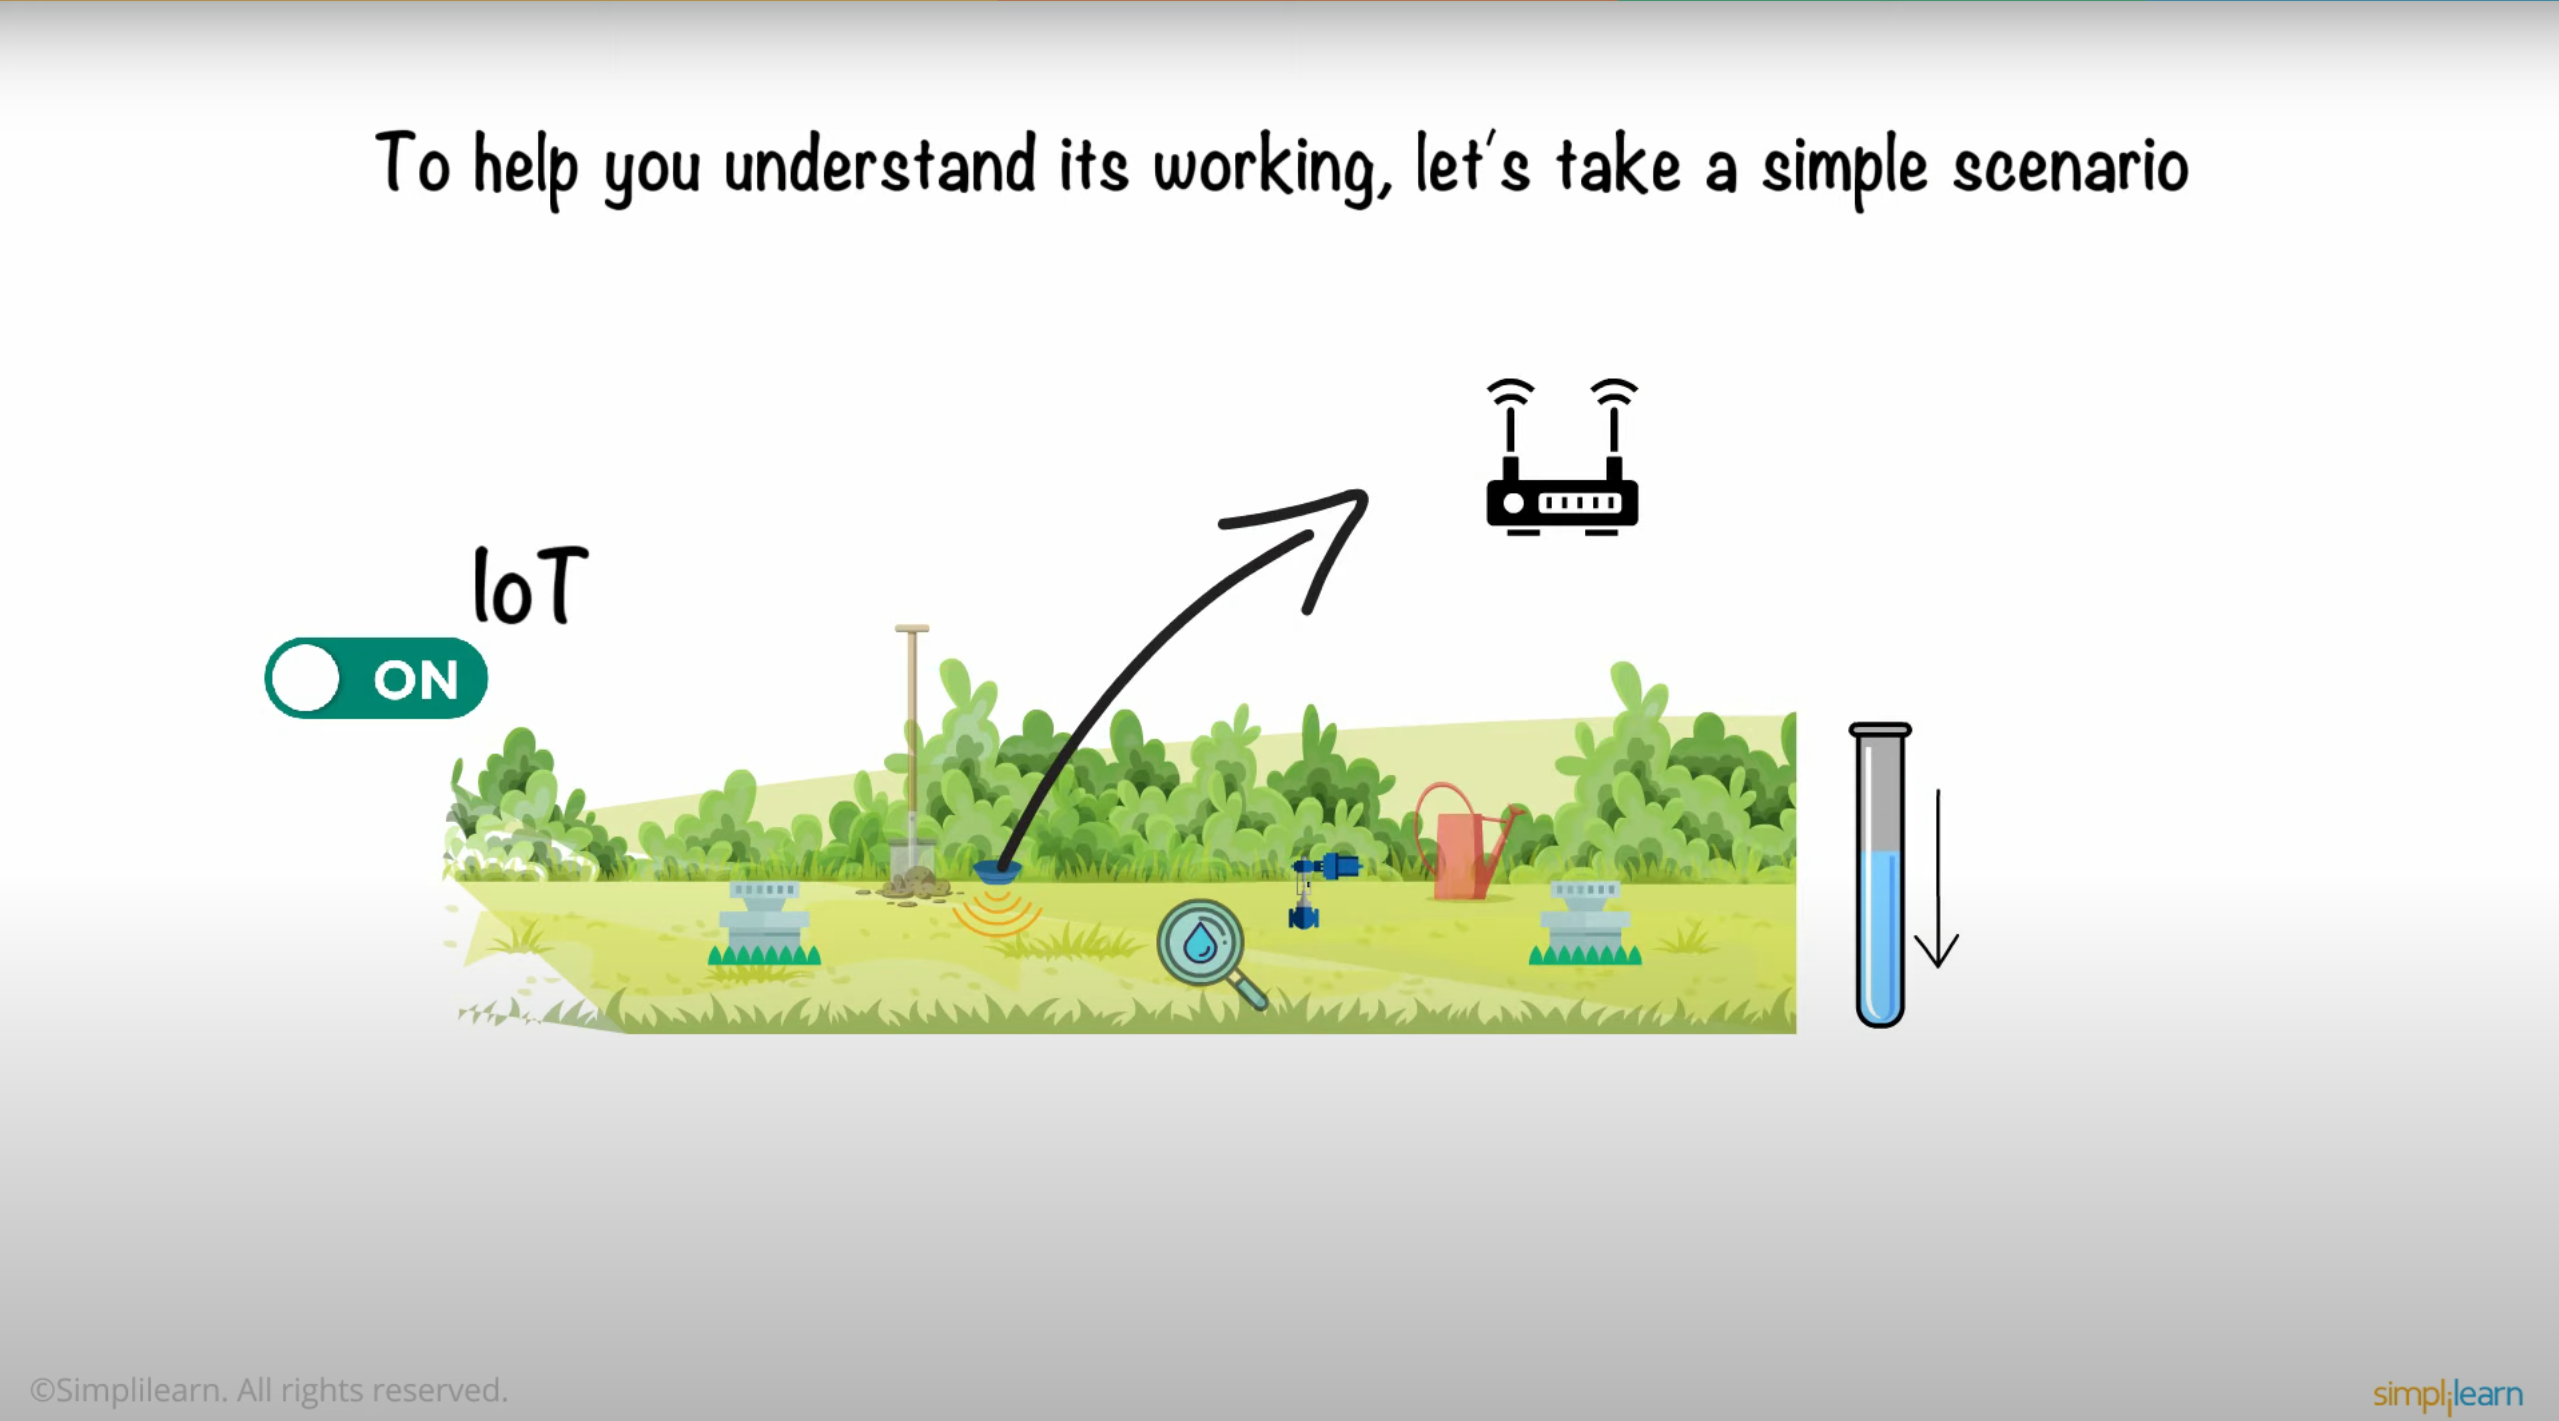 To help you understand its working, let's take a simple scenario
IoT
ON
©Simplilearn. All rights reserved.
simplilearn